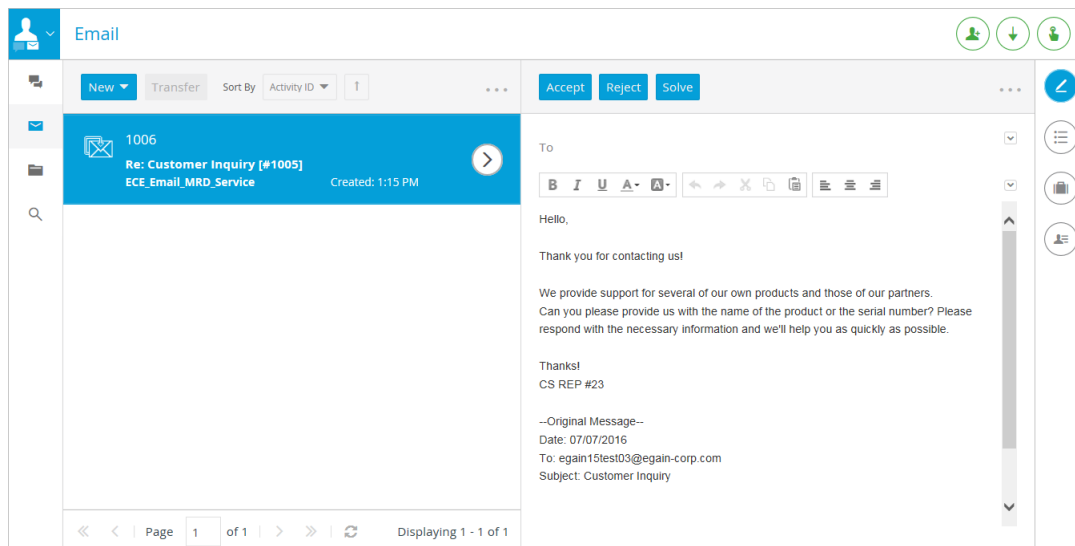 Email
New Transfer Sort By Activity ID
1006
Re: Customer Inquiry [#1005]
ECE_Email_MRD_Service Created: 1:15 PM
Page 1 of 1 Displaying 1 - 1 of 1
Accept Reject Solve
To
B I U A A
Hello,
Thank you for contacting us!
We provide support for several of our own products and those of our partners.
Can you please provide us with the name of the product or the serial number? Please
respond with the necessary information and we'll help you as quickly as possible.
Thanks!
CS REP #23
--Original Message--
Date: 07/07/2016
To: egain15test03@egain-corp.com
Subject: Customer Inquiry